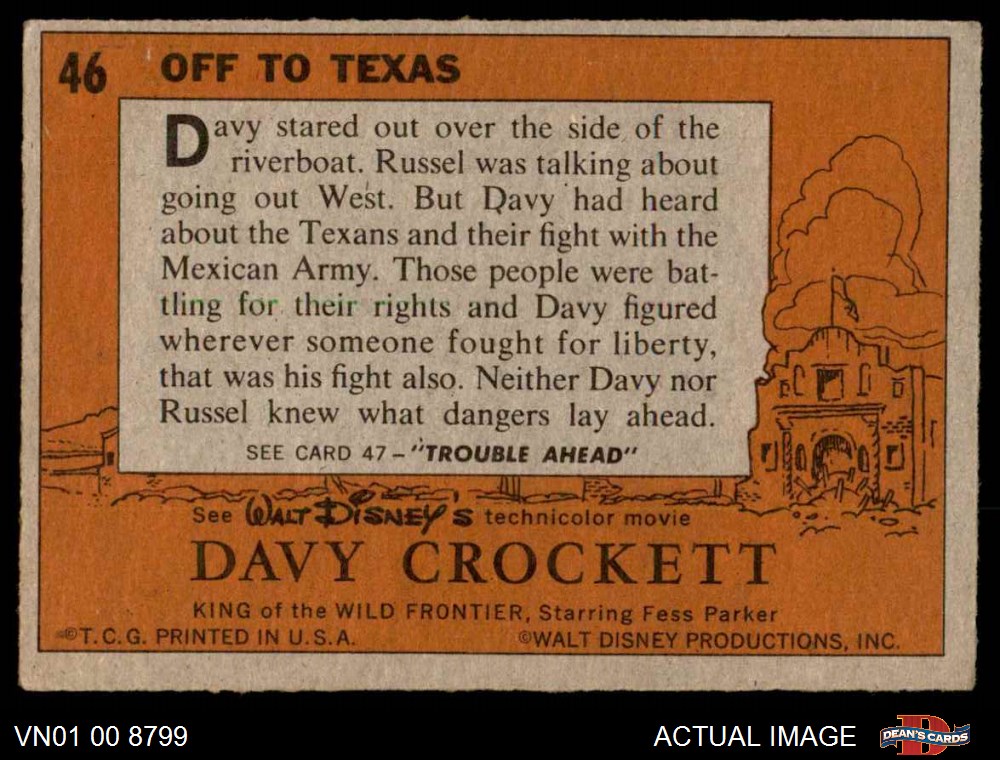 46 OFF TO TEXAS
Davy stared out over the side of the
riverboat. Russel was talking about
going out West. But Davy had heard
about the Texans and their fight with the
Mexican Army. Those people were bat-
tling for their rights and Davy figured
wherever someone fought for liberty,
that was his fight also. Neither Davy nor
Russel knew what dangers lay ahead.
SEE CARD 47 – "TROUBLE AHEAD"
See WALT DISNEY'S technicolor movie
DAVY CROCKETT
KING of the WILD FRONTIER, Starring Fess Parker
©T.C.G. PRINTED IN U.S.A. ©WALT DISNEY PRODUCTIONS, INC.
VN01 00 8799 ACTUAL IMAGE D DEAN'S CARDS